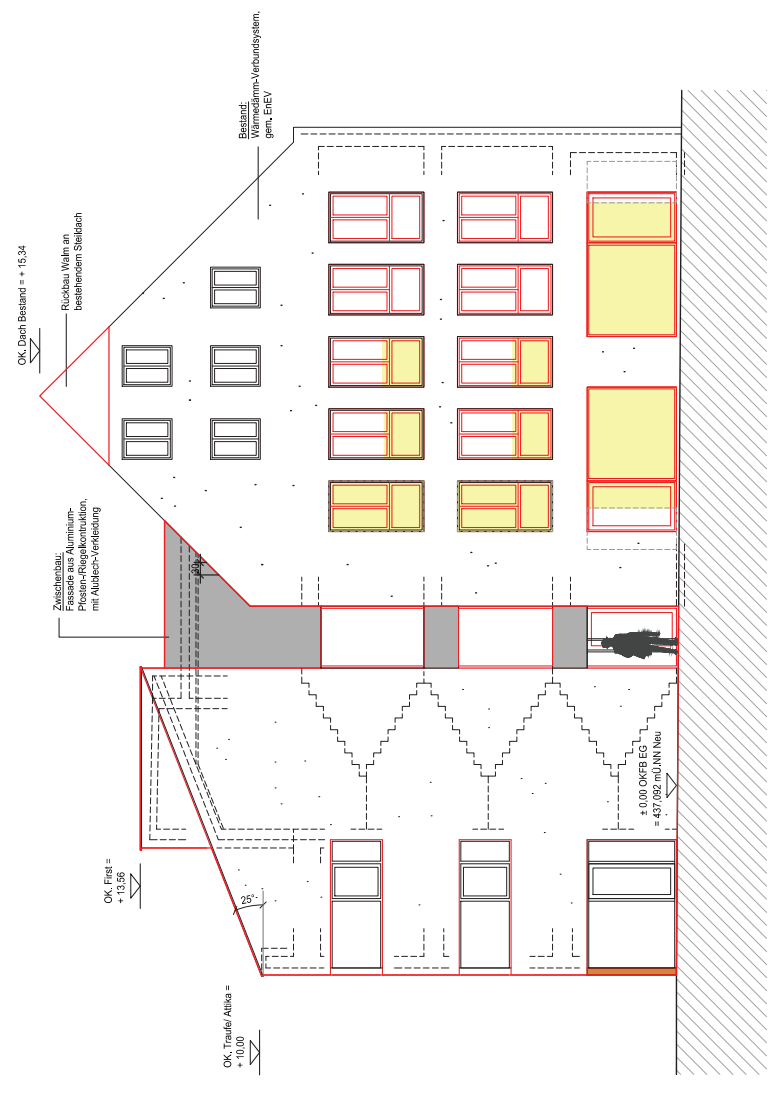 OK. Dach Bestand = + 15,34
Rückbau Walm an
bestehendem Steildach
Bestand:
Wärmedämm-Verbundsystem,
gem. EnEV
Zwischenbau:
Fassade aus Aluminium-
Pfosten-Riegelkontruktion,
mit Alublech-Verkleidung
30°
OK. First =
+ 13,56
25°-
OK. Traufe/ Attika =
+ 10,00
± 0,00 OKFB EG
= 437,092 mÜ.NN Neu